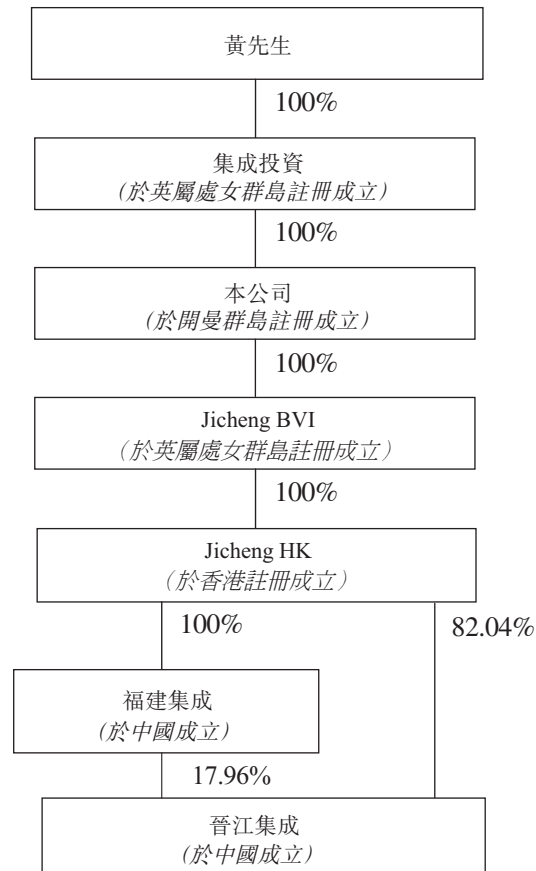 黃先生
100%
集成投資
(於英屬處女群島註冊成立)
100%
本公司
(於開曼群島註冊成立)
100%
Jicheng BVI
(於英屬處女群島註冊成立)
100%
Jicheng HK
(於香港註冊成立)
100%
82.04%
福建集成
(於中國成立)
17.96%
晉江集成
(於中國成立)